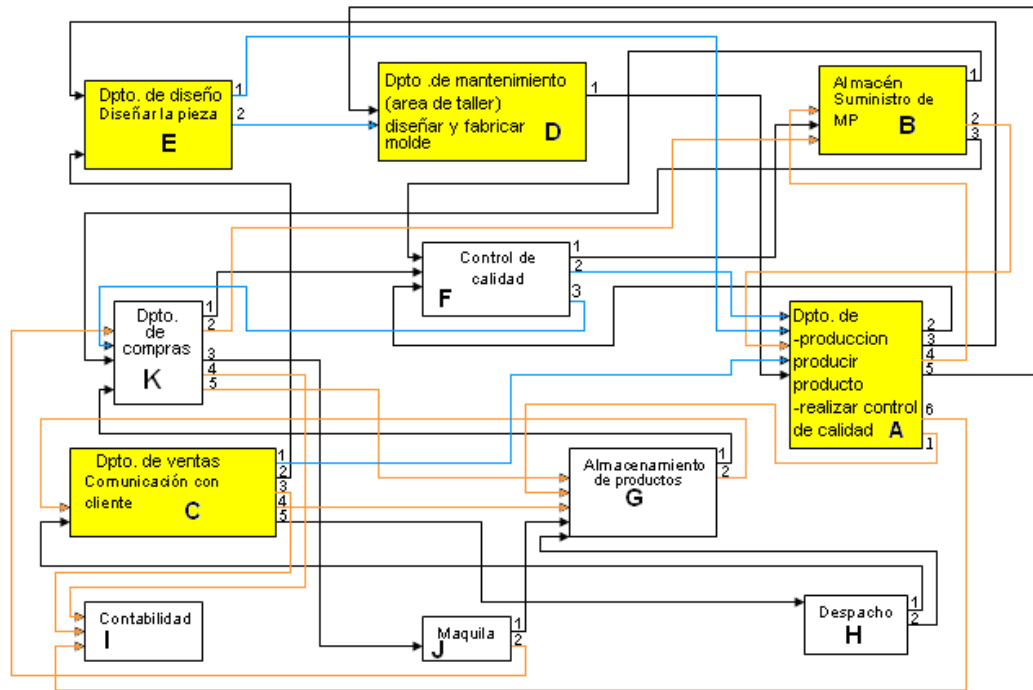 Dpto. de diseño
Diseñar la pieza
E
1
2
Dpto .de mantenimiento
(area de taller)
diseñar y fabricar
molde
D
1
Almacén
Suministro de
MP
B
1
2
3
Control de
calidad
F
1
2
3
Dpto.
de
compras
K
1
2
3
4
5
Dpto. de
-produccion
producir
producto
-realizar control
de calidad
A
2
3
4
5
6
1
Dpto. de ventas
Comunicación con
cliente
C
1
2
3
4
5
Almacenamiento
de productos
G
1
2
Contabilidad
I
Maquila
J
1
2
Despacho
H
1
2